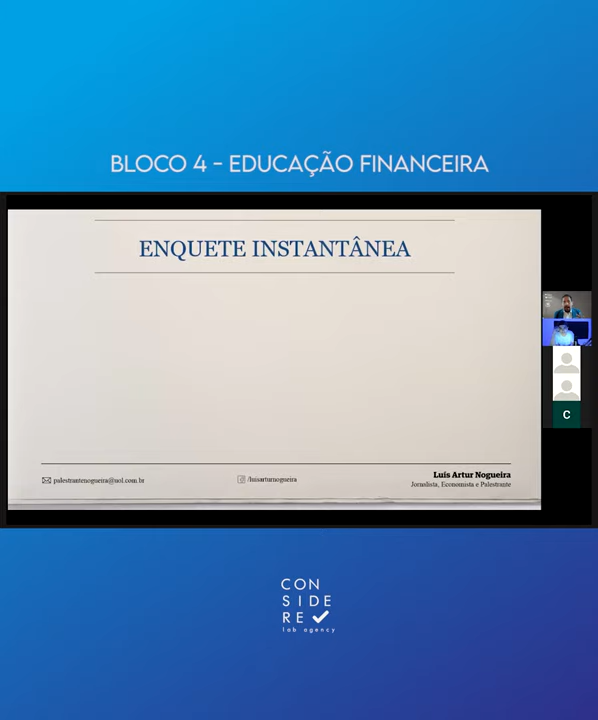 BLOCO 4 - EDUCAÇÃO FINANCEIRA
ENQUETE INSTANTÂNEA
palestrantenogueira@uol.com.br
/luisarturnogueira
Luís Artur Nogueira
Jornalista, Economista e Palestrante
C
CON
SIDE
RE
lab agency